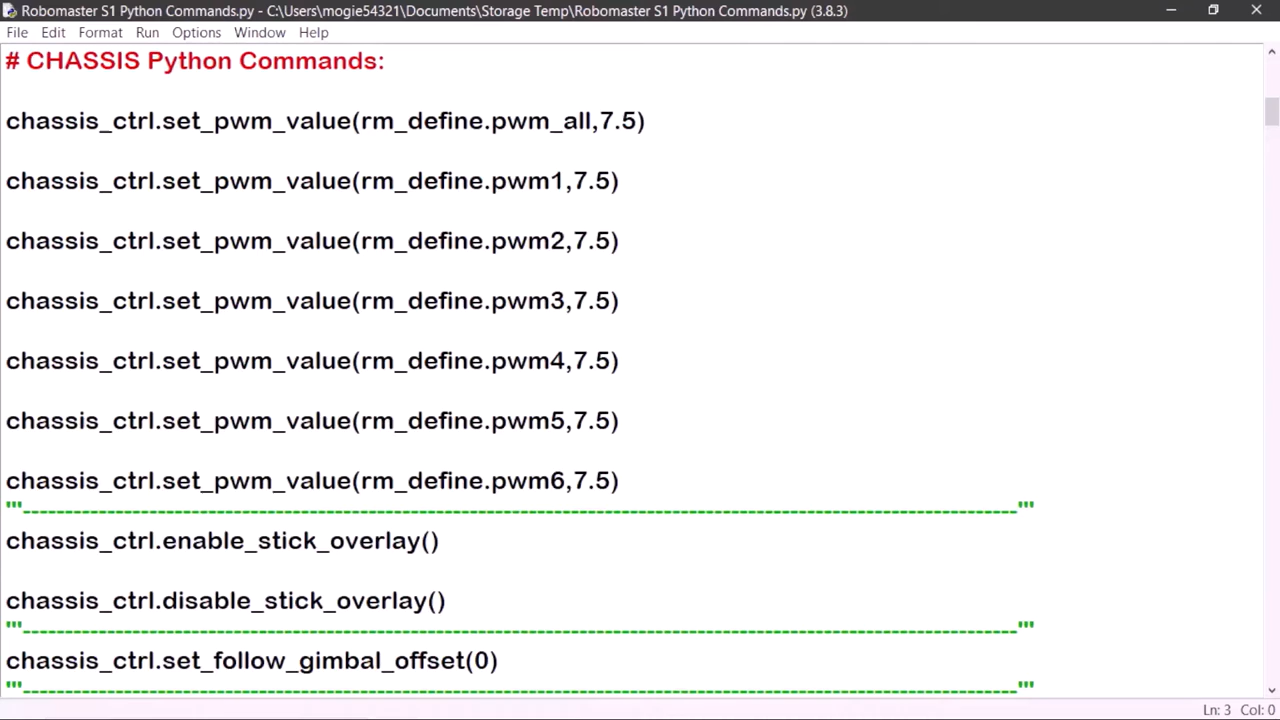 Robomaster S1 Python Commands.py - C:\Users\mogie54321\Documents\Storage Temp\Robomaster S1 Python Commands.py (3.8.3)
File Edit Format Run Options Window Help
# CHASSIS Python Commands:
chassis_ctrl.set_pwm_value(rm_define.pwm_all,7.5)
chassis_ctrl.set_pwm_value(rm_define.pwm1,7.5)
chassis_ctrl.set_pwm_value(rm_define.pwm2,7.5)
chassis_ctrl.set_pwm_value(rm_define.pwm3,7.5)
chassis_ctrl.set_pwm_value(rm_define.pwm4,7.5)
chassis_ctrl.set_pwm_value(rm_define.pwm5,7.5)
chassis_ctrl.set_pwm_value(rm_define.pwm6,7.5)
'''----------------------------------------------------------------------------------------------------------------------'''
chassis_ctrl.enable_stick_overlay()
chassis_ctrl.disable_stick_overlay()
'''----------------------------------------------------------------------------------------------------------------------'''
chassis_ctrl.set_follow_gimbal_offset(0)
'''----------------------------------------------------------------------------------------------------------------------'''
Ln: 3 Col: 0